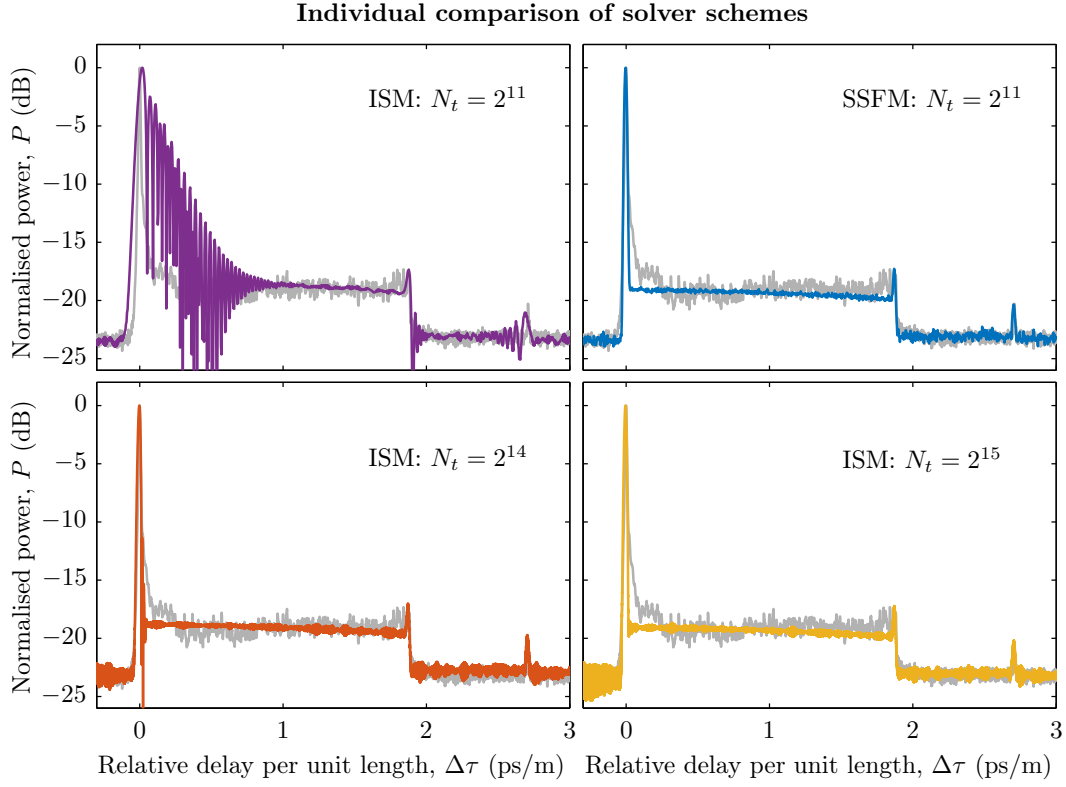 Individual comparison of solver schemes
Normalised power, P (dB)
0
−5
−10
−15
−20
−25
ISM: N_t = 2^11
SSFM: N_t = 2^11
Normalised power, P (dB)
0
−5
−10
−15
−20
−25
ISM: N_t = 2^14
ISM: N_t = 2^15
0 1 2 3 0 1 2 3
Relative delay per unit length, Δτ (ps/m) Relative delay per unit length, Δτ (ps/m)